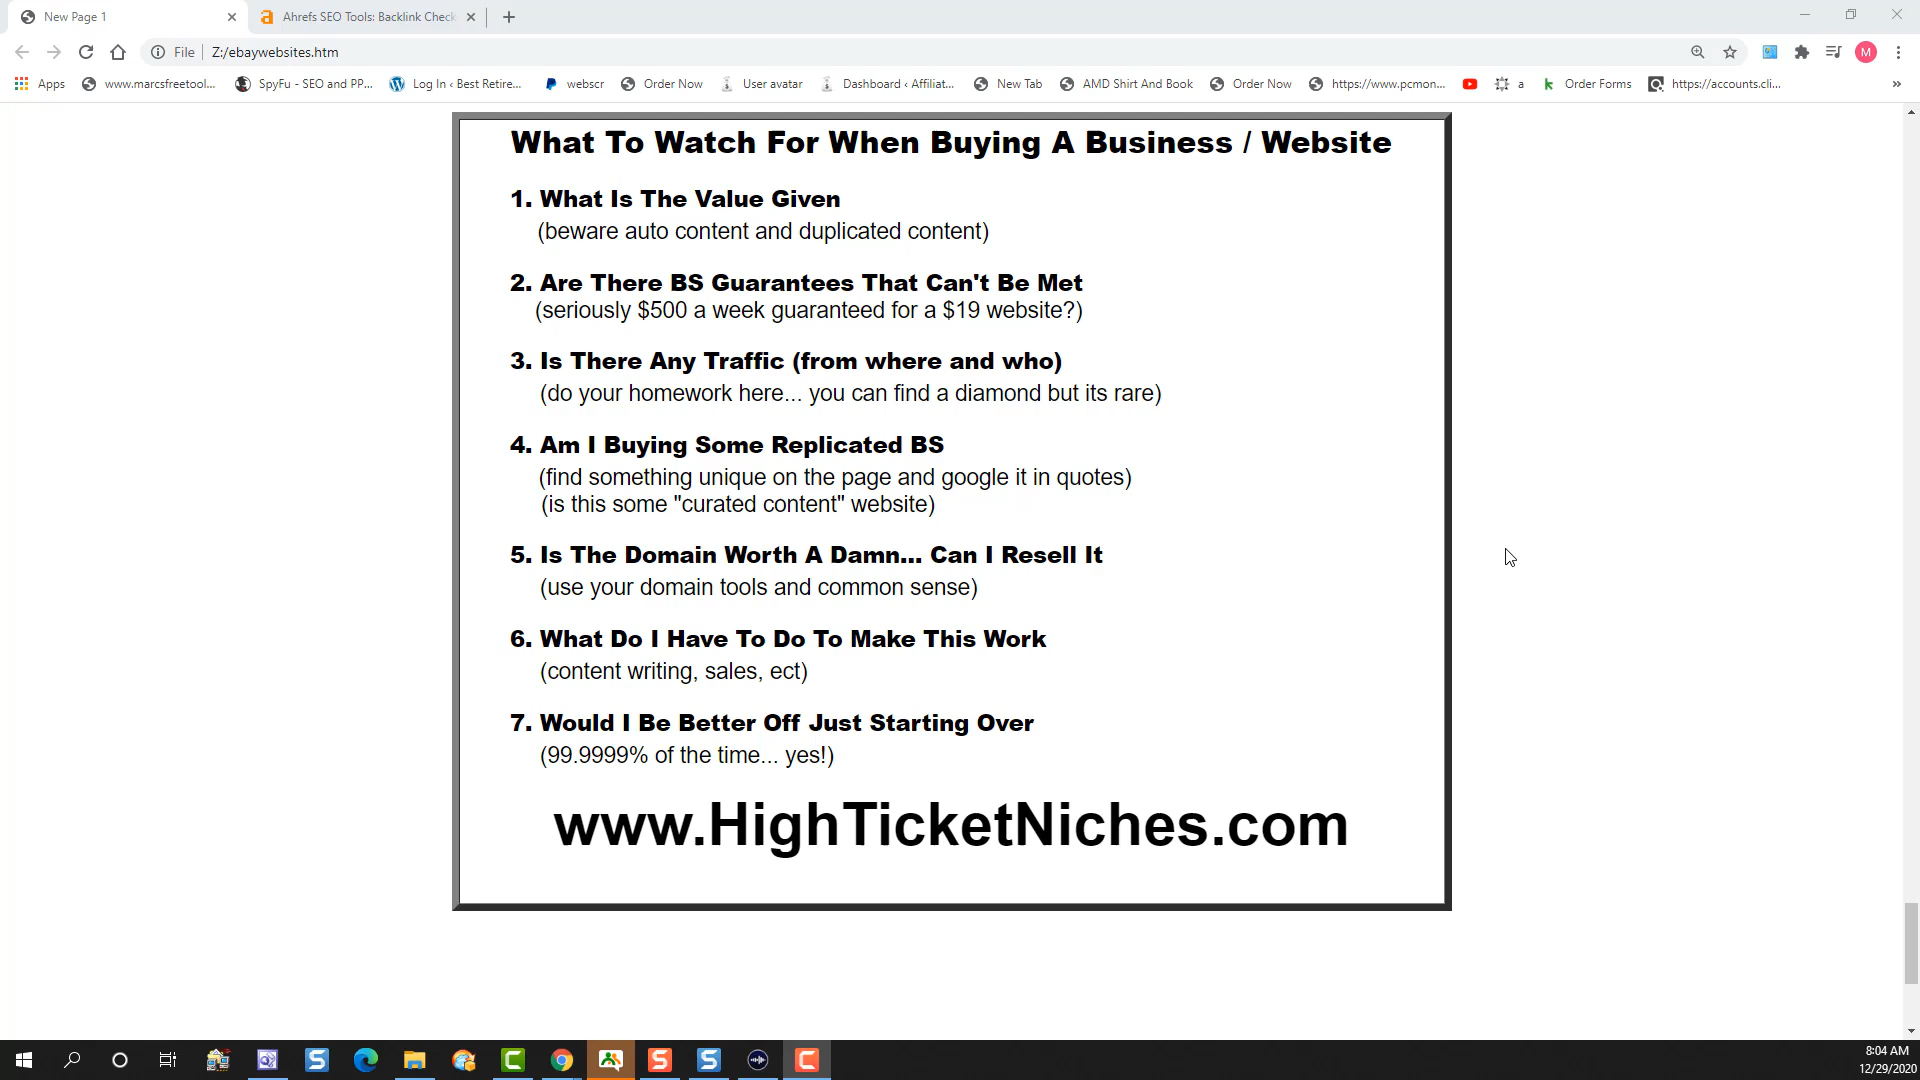 New Page 1
Ahrefs SEO Tools: Backlink Check
File
Z:/ebaywebsites.htm
M
Apps
www.marcsfreetool...
SpyFu - SEO and PP...
Log In ‹ Best Retire...
webscr
Order Now
User avatar
Dashboard ‹ Affiliat...
New Tab
AMD Shirt And Book
Order Now
https://www.pcmon...
a
Order Forms
https://accounts.cli...
»
What To Watch For When Buying A Business / Website
1. What Is The Value Given
(beware auto content and duplicated content)
2. Are There BS Guarantees That Can't Be Met
(seriously $500 a week guaranteed for a $19 website?)
3. Is There Any Traffic (from where and who)
(do your homework here... you can find a diamond but its rare)
4. Am I Buying Some Replicated BS
(find something unique on the page and google it in quotes)
(is this some "curated content" website)
5. Is The Domain Worth A Damn... Can I Resell It
(use your domain tools and common sense)
6. What Do I Have To Do To Make This Work
(content writing, sales, ect)
7. Would I Be Better Off Just Starting Over
(99.9999% of the time... yes!)
www.HighTicketNiches.com
8:04 AM
12/29/2020